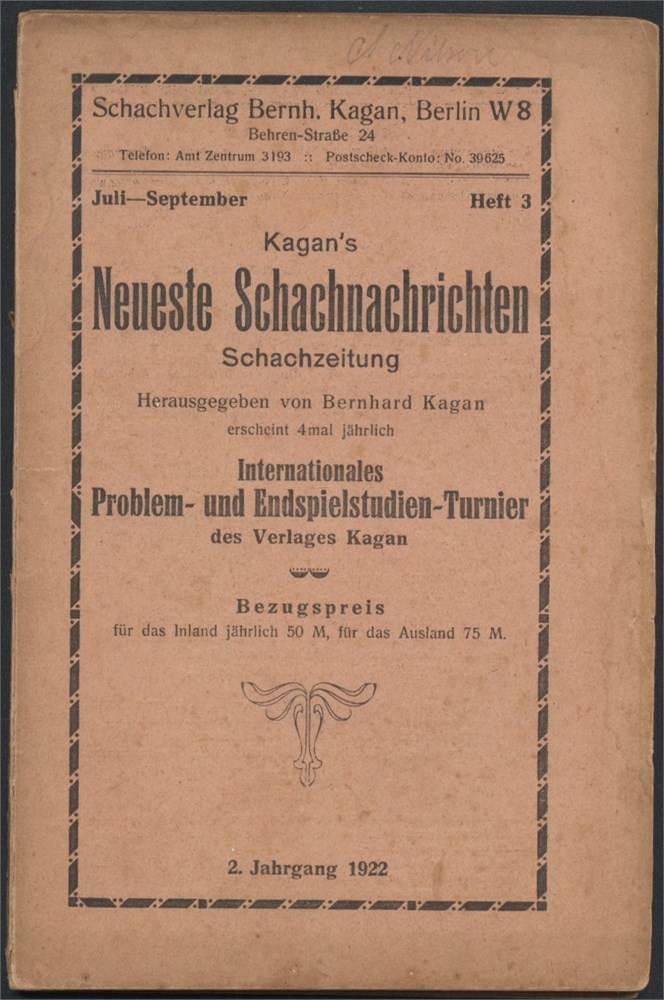 Schachverlag Bernh. Kagan, Berlin W 8
Behren-Straße 24
Telefon: Amt Zentrum 3193 :: Postscheck-Konto: No. 39625
Juli—September Heft 3
Kagan's
Neueste Schachnachrichten
Schachzeitung
Herausgegeben von Bernhard Kagan
erscheint 4mal jährlich
Internationales
Problem- und Endspielstudien-Turnier
des Verlages Kagan
Bezugspreis
für das Inland jährlich 50 M, für das Ausland 75 M.
2. Jahrgang 1922